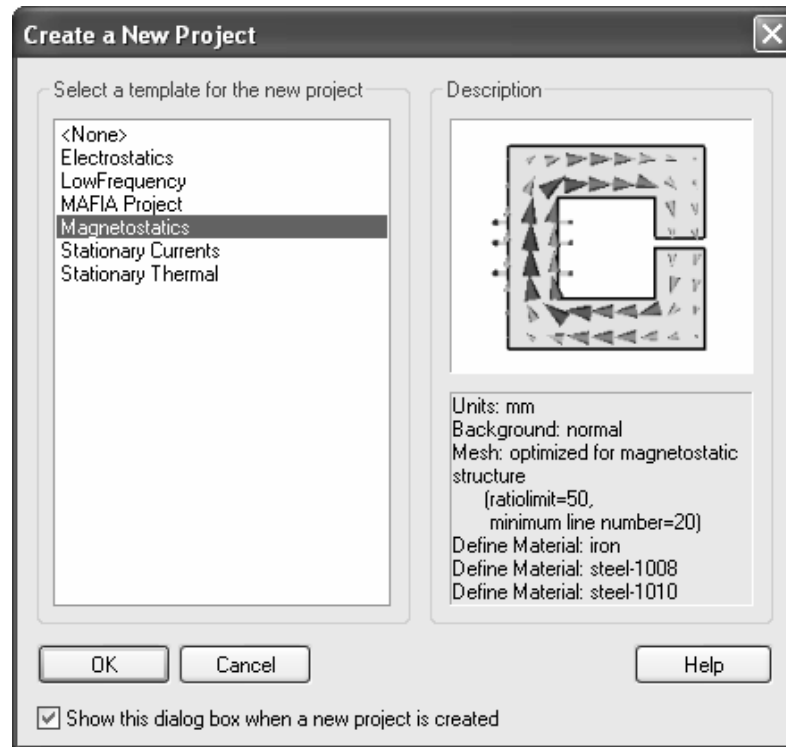 Create a New Project
Select a template for the new project
<None>
Electrostatics
LowFrequency
MAFIA Project
Magnetostatics
Stationary Currents
Stationary Thermal
Description
Units: mm
Background: normal
Mesh: optimized for magnetostatic
structure
(ratiolimit=50,
minimum line number=20)
Define Material: iron
Define Material: steel-1008
Define Material: steel-1010
OK
Cancel
Help
Show this dialog box when a new project is created